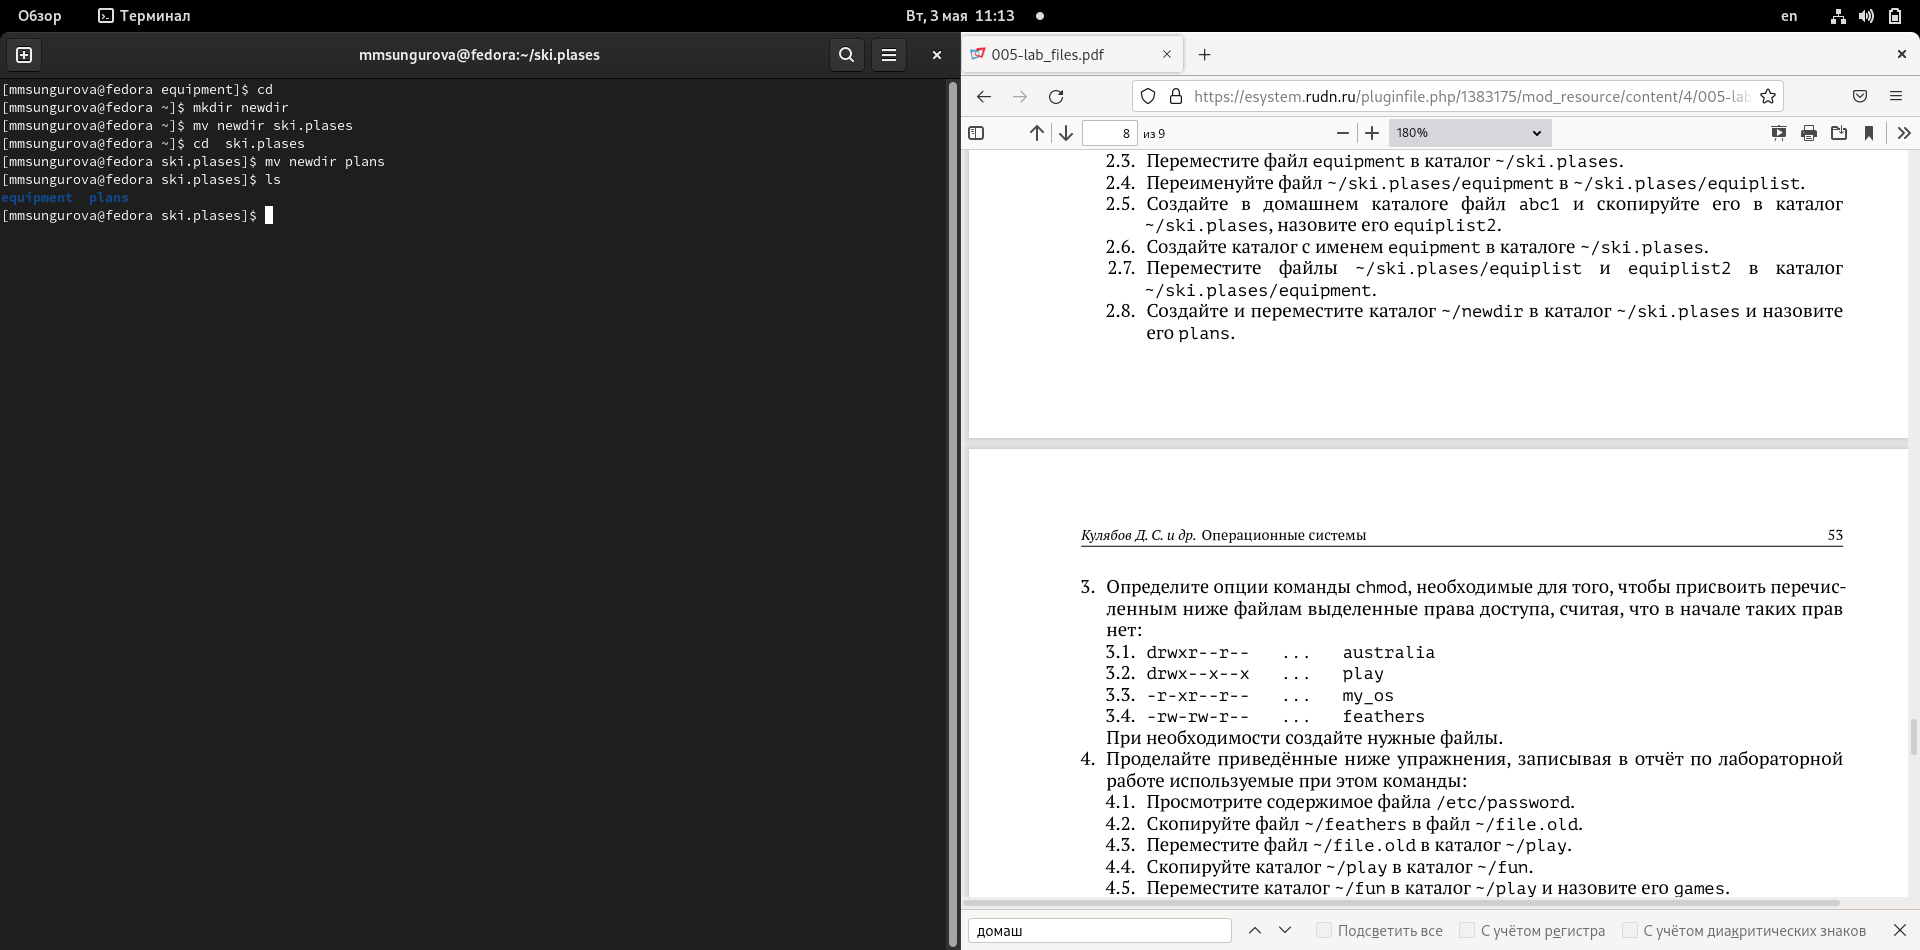 Обзор Терминал Вт, 3 мая 11:13 en
mmsungurova@fedora:~/ski.plases
[mmsungurova@fedora equipment]$ cd
[mmsungurova@fedora ~]$ mkdir newdir
[mmsungurova@fedora ~]$ mv newdir ski.plases
[mmsungurova@fedora ~]$ cd  ski.plases
[mmsungurova@fedora ski.plases]$ mv newdir plans
[mmsungurova@fedora ski.plases]$ ls
equipment  plans
[mmsungurova@fedora ski.plases]$
005-lab_files.pdf
https://esystem.rudn.ru/pluginfile.php/1383175/mod_resource/content/4/005-lab
8 из 9 180%
2.3. Переместите файл equipment в каталог ~/ski.plases.
2.4. Переименуйте файл ~/ski.plases/equipment в ~/ski.plases/equiplist.
2.5. Создайте в домашнем каталоге файл abc1 и скопируйте его в каталог
~/ski.plases, назовите его equiplist2.
2.6. Создайте каталог с именем equipment в каталоге ~/ski.plases.
2.7. Переместите файлы ~/ski.plases/equiplist и equiplist2 в каталог
~/ski.plases/equipment.
2.8. Создайте и переместите каталог ~/newdir в каталог ~/ski.plases и назовите
его plans.
Кулябов Д. С. и др. Операционные системы 53
3. Определите опции команды chmod, необходимые для того, чтобы присвоить перечис-
ленным ниже файлам выделенные права доступа, считая, что в начале таких прав
нет:
3.1. drwxr--r-- ... australia
3.2. drwx--x--x ... play
3.3. -r-xr--r-- ... my_os
3.4. -rw-rw-r-- ... feathers
При необходимости создайте нужные файлы.
4. Проделайте приведённые ниже упражнения, записывая в отчёт по лабораторной
работе используемые при этом команды:
4.1. Просмотрите содержимое файла /etc/password.
4.2. Скопируйте файл ~/feathers в файл ~/file.old.
4.3. Переместите файл ~/file.old в каталог ~/play.
4.4. Скопируйте каталог ~/play в каталог ~/fun.
4.5. Переместите каталог ~/fun в каталог ~/play и назовите его games.
домаш Подсветить все С учётом регистра С учётом диакритических знаков